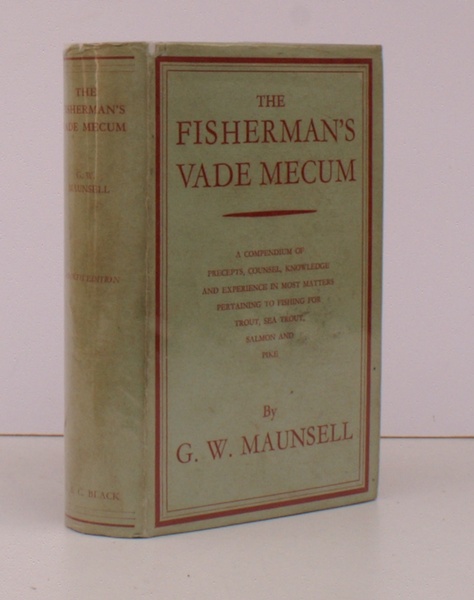 THE
FISHERMAN'S
VADE MECUM
G. W.
MAUNSELL
EDITION
& C. BLACK
THE
FISHERMAN'S
VADE MECUM
A COMPENDIUM OF
PRECEPTS, COUNSEL, KNOWLEDGE
AND EXPERIENCE IN MOST MATTERS
PERTAINING TO FISHING FOR
TROUT, SEA TROUT,
SALMON AND
PIKE
By
G. W. MAUNSELL